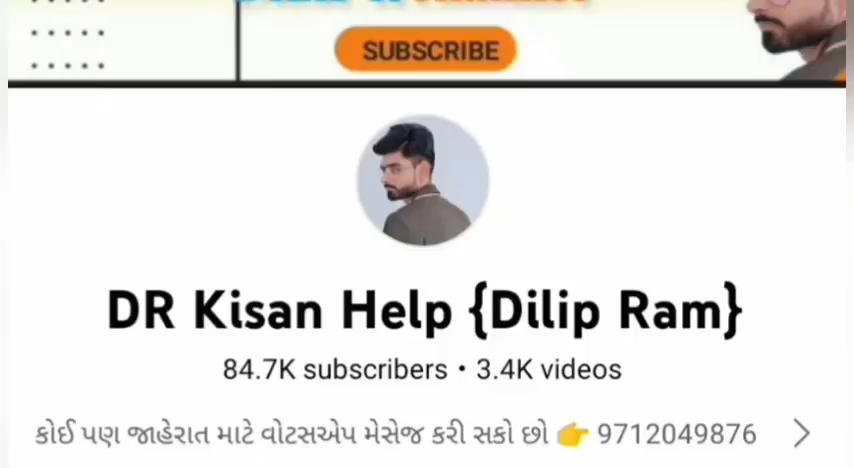 SUBSCRIBE
DR Kisan Help {Dilip Ram}
84.7K subscribers • 3.4K videos
કોઈ પણ જાહેરાત માટે વોટસએપ મેસેજ કરી સકો છો 👉 9712049876